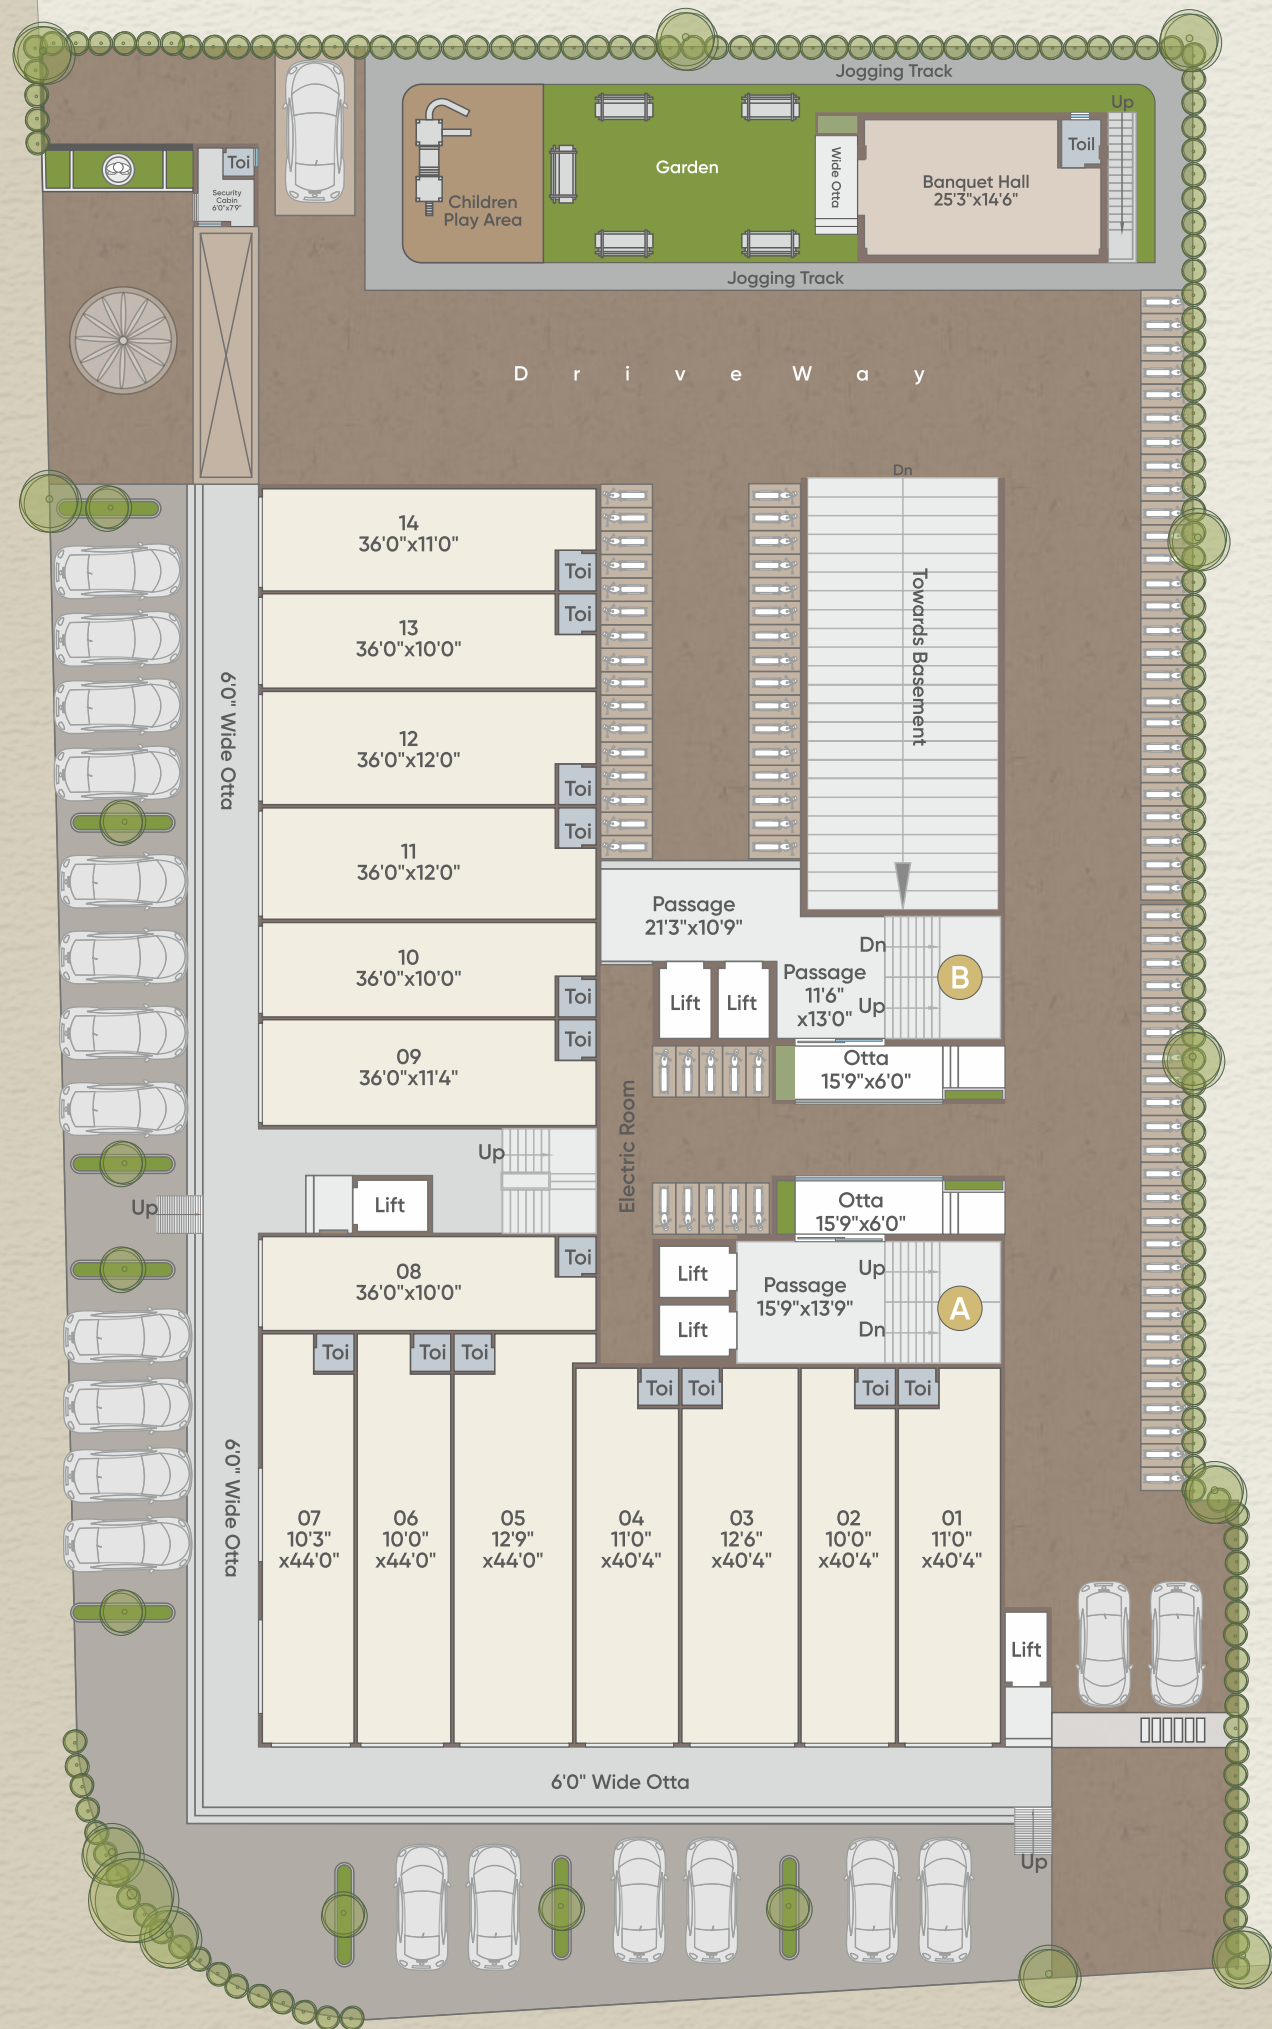 Jogging Track
Up
Toi
Toil
Wide Otta
Garden
Banquet Hall
25'3"x14'6"
Security
Cabin
6'0"x7'9"
Children
Play Area
Jogging Track
Drive Way
Dn
14
36'0"x11'0"
Toi
Toi
13
36'0"x10'0"
Towards Basement
6'0" Wide Otta
12
36'0"x12'0"
Toi
Toi
11
36'0"x12'0"
Passage
21'3"x10'9"
Dn
10
36'0"x10'0"
Toi
Passage
11'6"
x13'0"
B
Lift
Lift
Up
Toi
09
36'0"x11'4"
Otta
15'9"x6'0"
Electric Room
Up
Up
Lift
Otta
15'9"x6'0"
Toi
08
36'0"x10'0"
Lift
Up
Passage
15'9"x13'9"
A
Lift
Dn
Toi
Toi
Toi
Toi
Toi
Toi
Toi
6'0" Wide Otta
07
10'3"
x44'0"
06
10'0"
x44'0"
05
12'9"
x44'0"
04
11'0"
x40'4"
03
12'6"
x40'4"
02
10'0"
x40'4"
01
11'0"
x40'4"
Lift
6'0" Wide Otta
Up